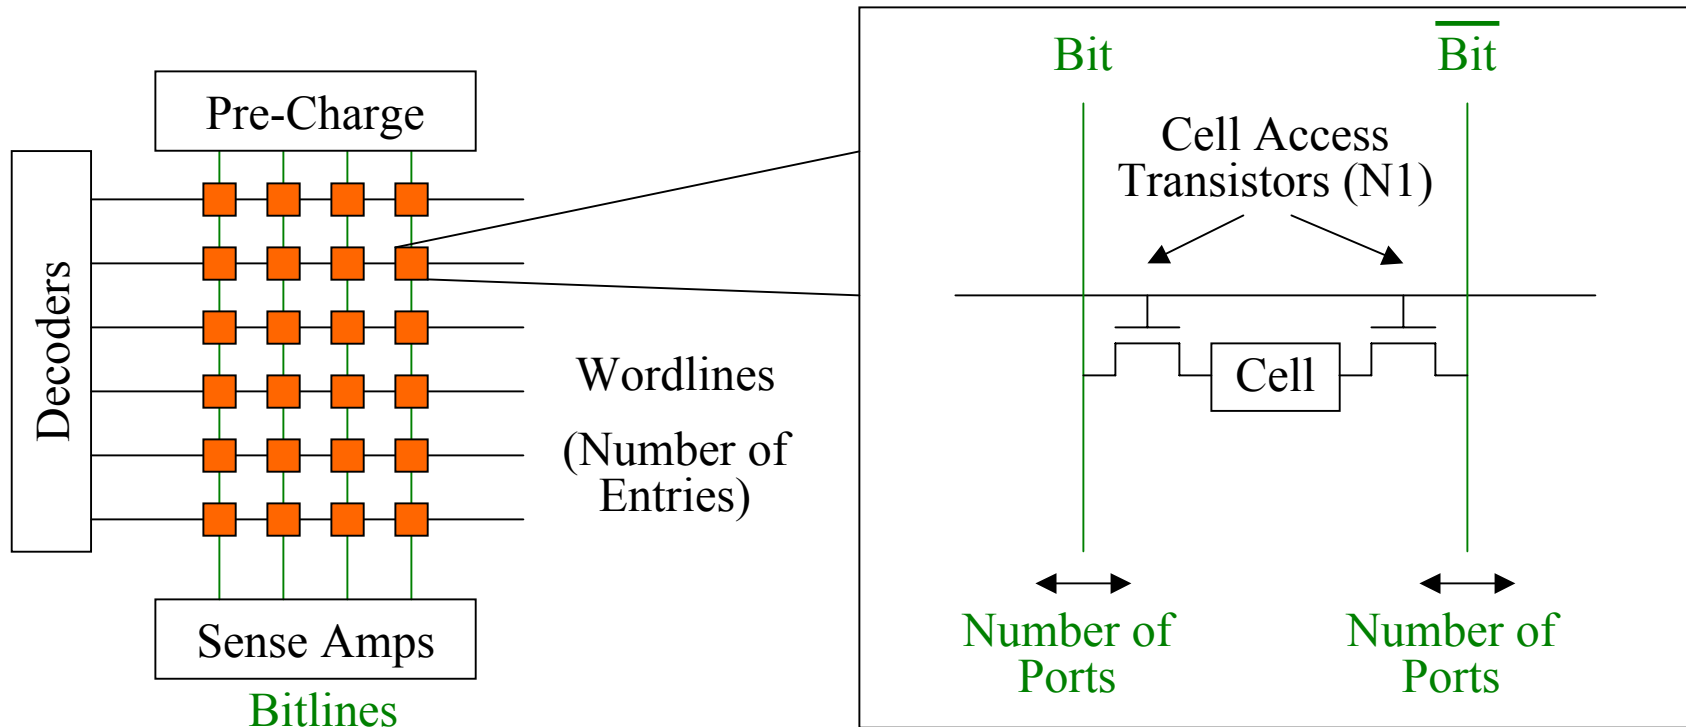 Pre-Charge
Decoders
Wordlines
(Number of
Entries)
Sense Amps
Bitlines
Bit
Bit
Cell Access
Transistors (N1)
Cell
Number of
Ports
Number of
Ports